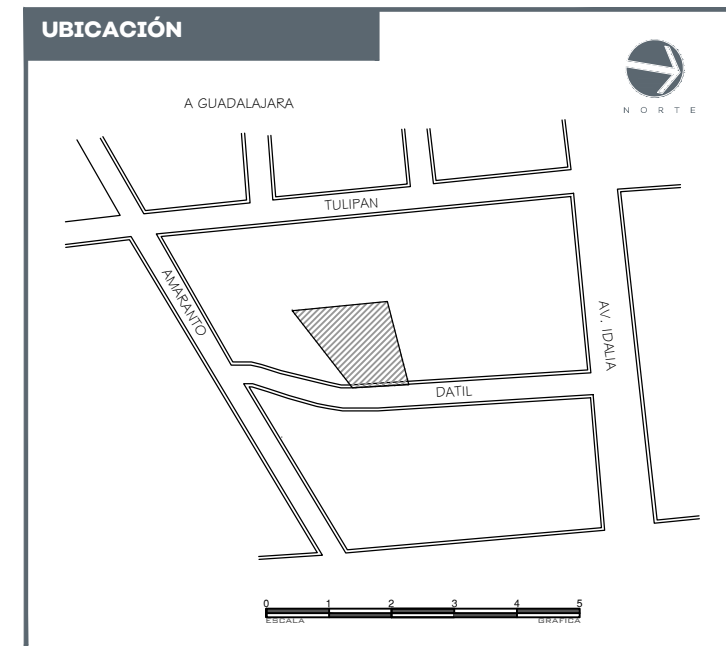 UBICACIÓN
A GUADALAJARA
N O R T E
TULIPAN
AMARANTO
AV. IDALIA
DATIL
0 1 2 3 4 5
ESCALA GRAFICA